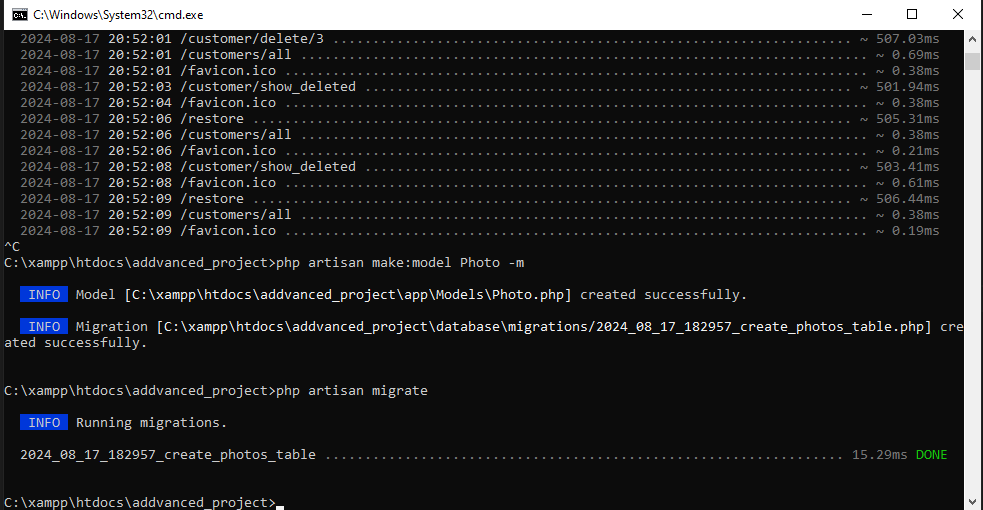 C:\Windows\System32\cmd.exe
2024-08-17 20:52:01 /customer/delete/3 ................................................................. ~ 507.03ms
2024-08-17 20:52:01 /customers/all ....................................................................... ~ 0.69ms
2024-08-17 20:52:01 /favicon.ico ......................................................................... ~ 0.38ms
2024-08-17 20:52:03 /customer/show_deleted ............................................................. ~ 501.94ms
2024-08-17 20:52:04 /favicon.ico ......................................................................... ~ 0.38ms
2024-08-17 20:52:06 /restore ........................................................................... ~ 505.31ms
2024-08-17 20:52:06 /customers/all ....................................................................... ~ 0.38ms
2024-08-17 20:52:06 /favicon.ico ......................................................................... ~ 0.21ms
2024-08-17 20:52:08 /customer/show_deleted ............................................................. ~ 503.41ms
2024-08-17 20:52:08 /favicon.ico ......................................................................... ~ 0.61ms
2024-08-17 20:52:09 /restore ........................................................................... ~ 506.44ms
2024-08-17 20:52:09 /customers/all ....................................................................... ~ 0.38ms
2024-08-17 20:52:09 /favicon.ico ......................................................................... ~ 0.19ms
^C
C:\xampp\htdocs\addvanced_project>php artisan make:model Photo -m
INFO Model [C:\xampp\htdocs\addvanced_project\app\Models\Photo.php] created successfully.
INFO Migration [C:\xampp\htdocs\addvanced_project\database\migrations/2024_08_17_182957_create_photos_table.php] cre
ated successfully.
C:\xampp\htdocs\addvanced_project>php artisan migrate
INFO Running migrations.
2024_08_17_182957_create_photos_table ................................................................. 15.29ms DONE
C:\xampp\htdocs\addvanced_project>